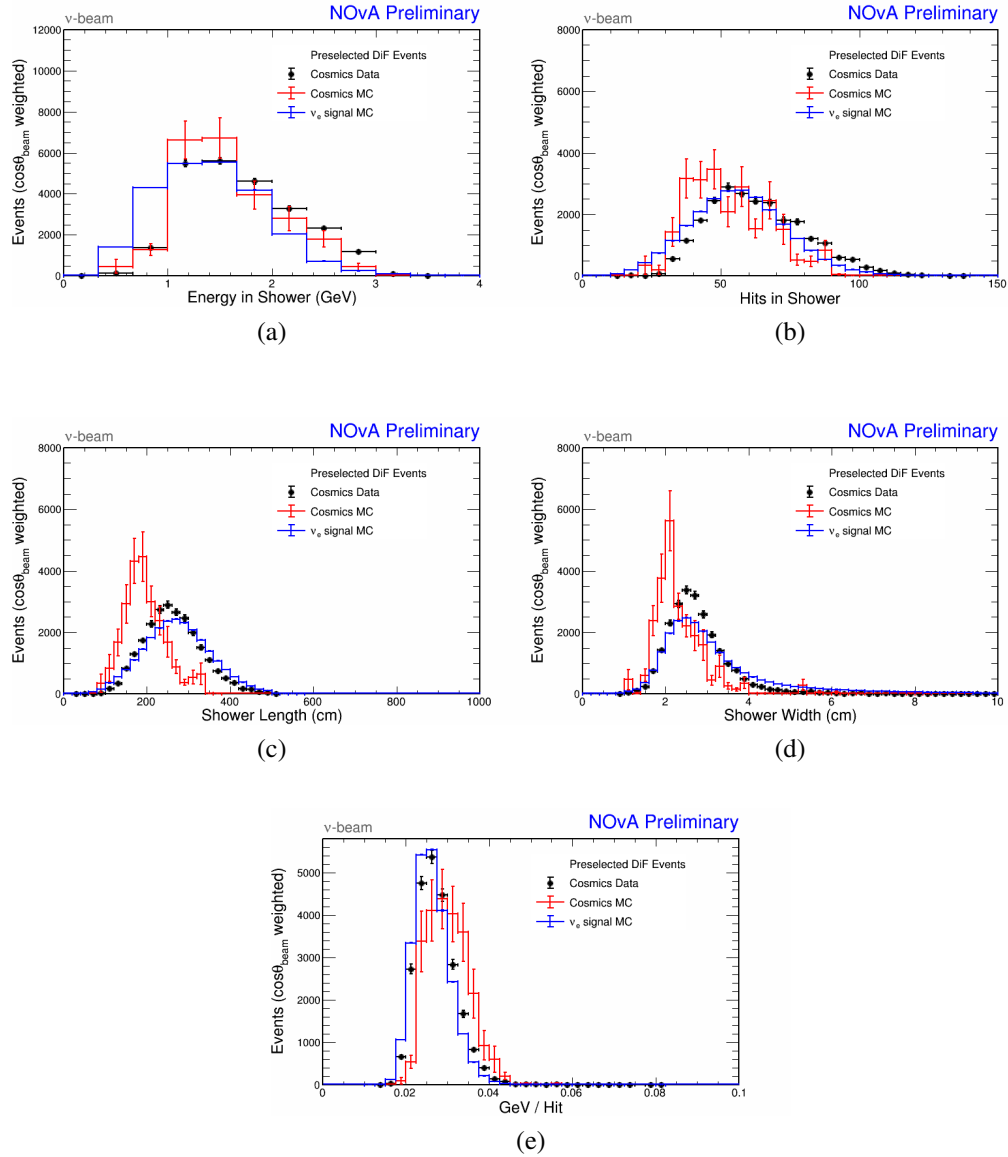 ν-beam NOvA Preliminary
Events (cosθbeam weighted)
12000
10000
8000
6000
4000
2000
0
Preselected DiF Events
Cosmics Data
Cosmics MC
νe signal MC
0 1 2 3 4
Energy in Shower (GeV)
(a)
ν-beam NOvA Preliminary
Events (cosθbeam weighted)
8000
6000
4000
2000
0
Preselected DiF Events
Cosmics Data
Cosmics MC
νe signal MC
0 50 100 150
Hits in Shower
(b)
ν-beam NOvA Preliminary
Events (cosθbeam weighted)
8000
6000
4000
2000
0
Preselected DiF Events
Cosmics Data
Cosmics MC
νe signal MC
0 200 400 600 800 1000
Shower Length (cm)
(c)
ν-beam NOvA Preliminary
Events (cosθbeam weighted)
8000
6000
4000
2000
0
Preselected DiF Events
Cosmics Data
Cosmics MC
νe signal MC
0 2 4 6 8 10
Shower Width (cm)
(d)
ν-beam NOvA Preliminary
Events (cosθbeam weighted)
5000
4000
3000
2000
1000
0
Preselected DiF Events
Cosmics Data
Cosmics MC
νe signal MC
0 0.02 0.04 0.06 0.08 0.1
GeV / Hit
(e)